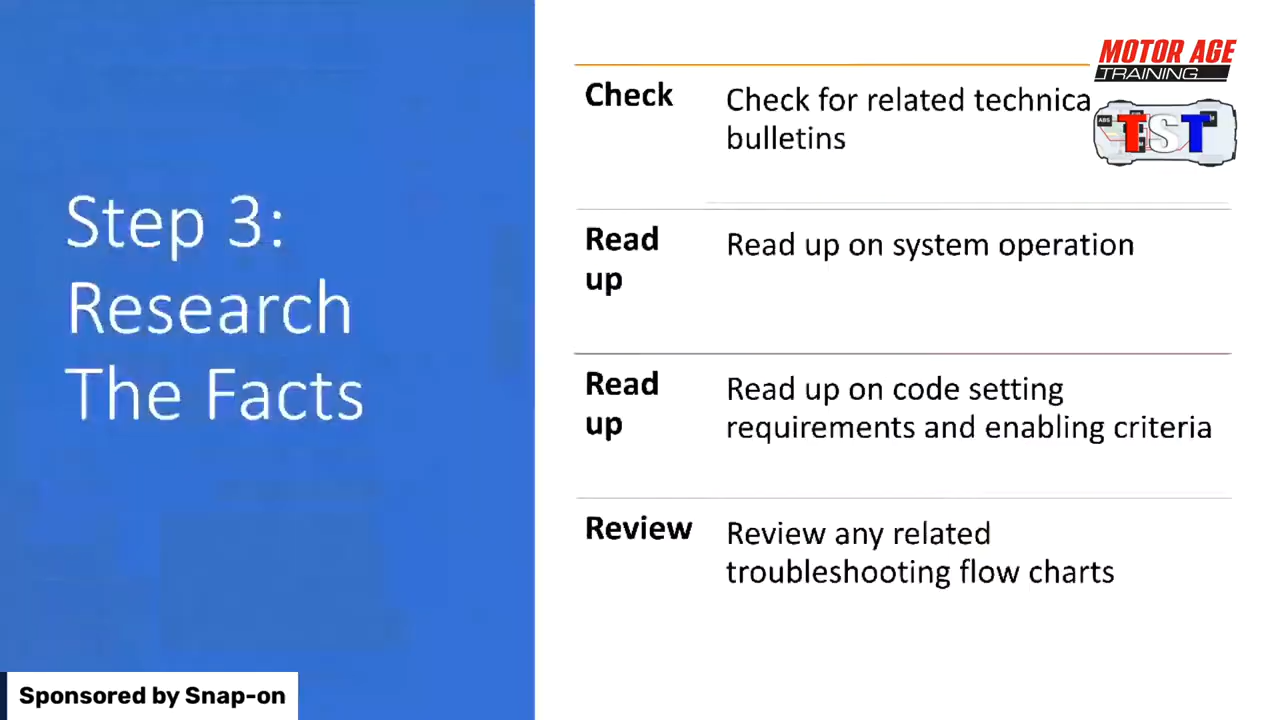 MOTOR AGE
TRAINING
TST
ABS
Step 3:
Research
The Facts
Check
Check for related technica
bulletins
Read
up
Read up on system operation
Read
up
Read up on code setting
requirements and enabling criteria
Review
Review any related
troubleshooting flow charts
Sponsored by Snap-on